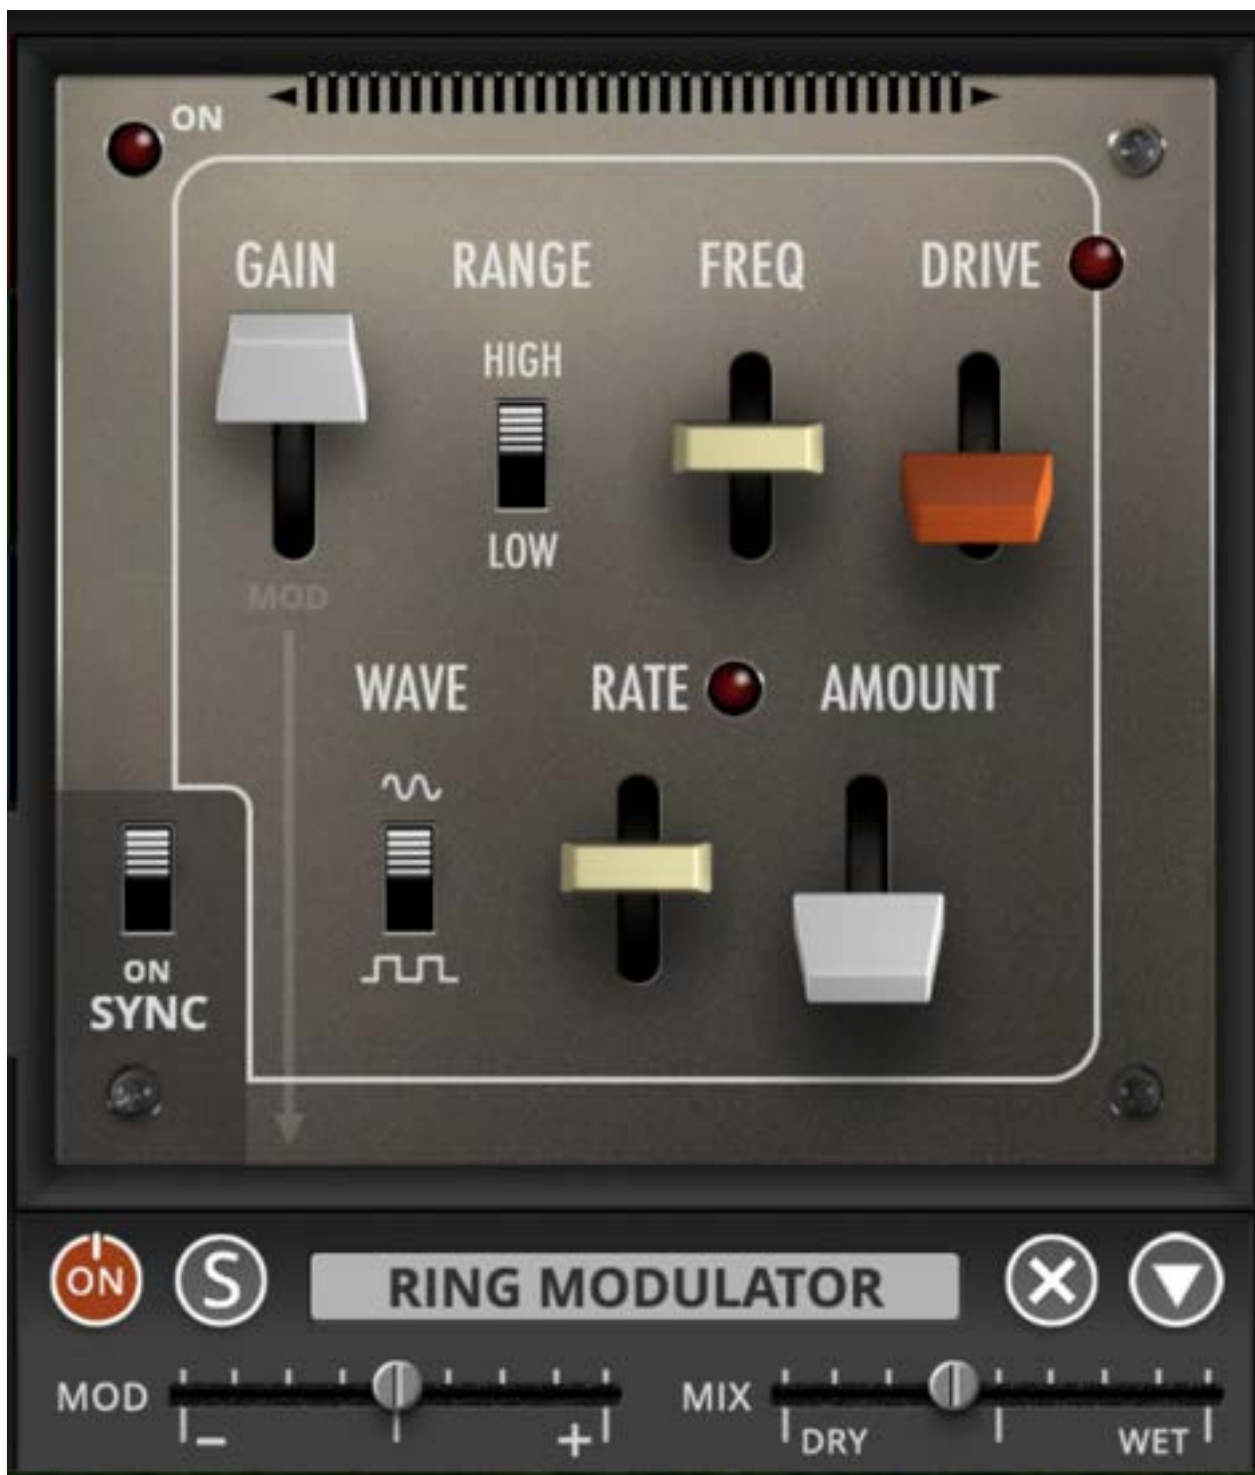 ON
GAIN RANGE FREQ DRIVE
HIGH
LOW
MOD
WAVE RATE AMOUNT
ON
SYNC
ON S RING MODULATOR
MOD MIX
- + DRY WET